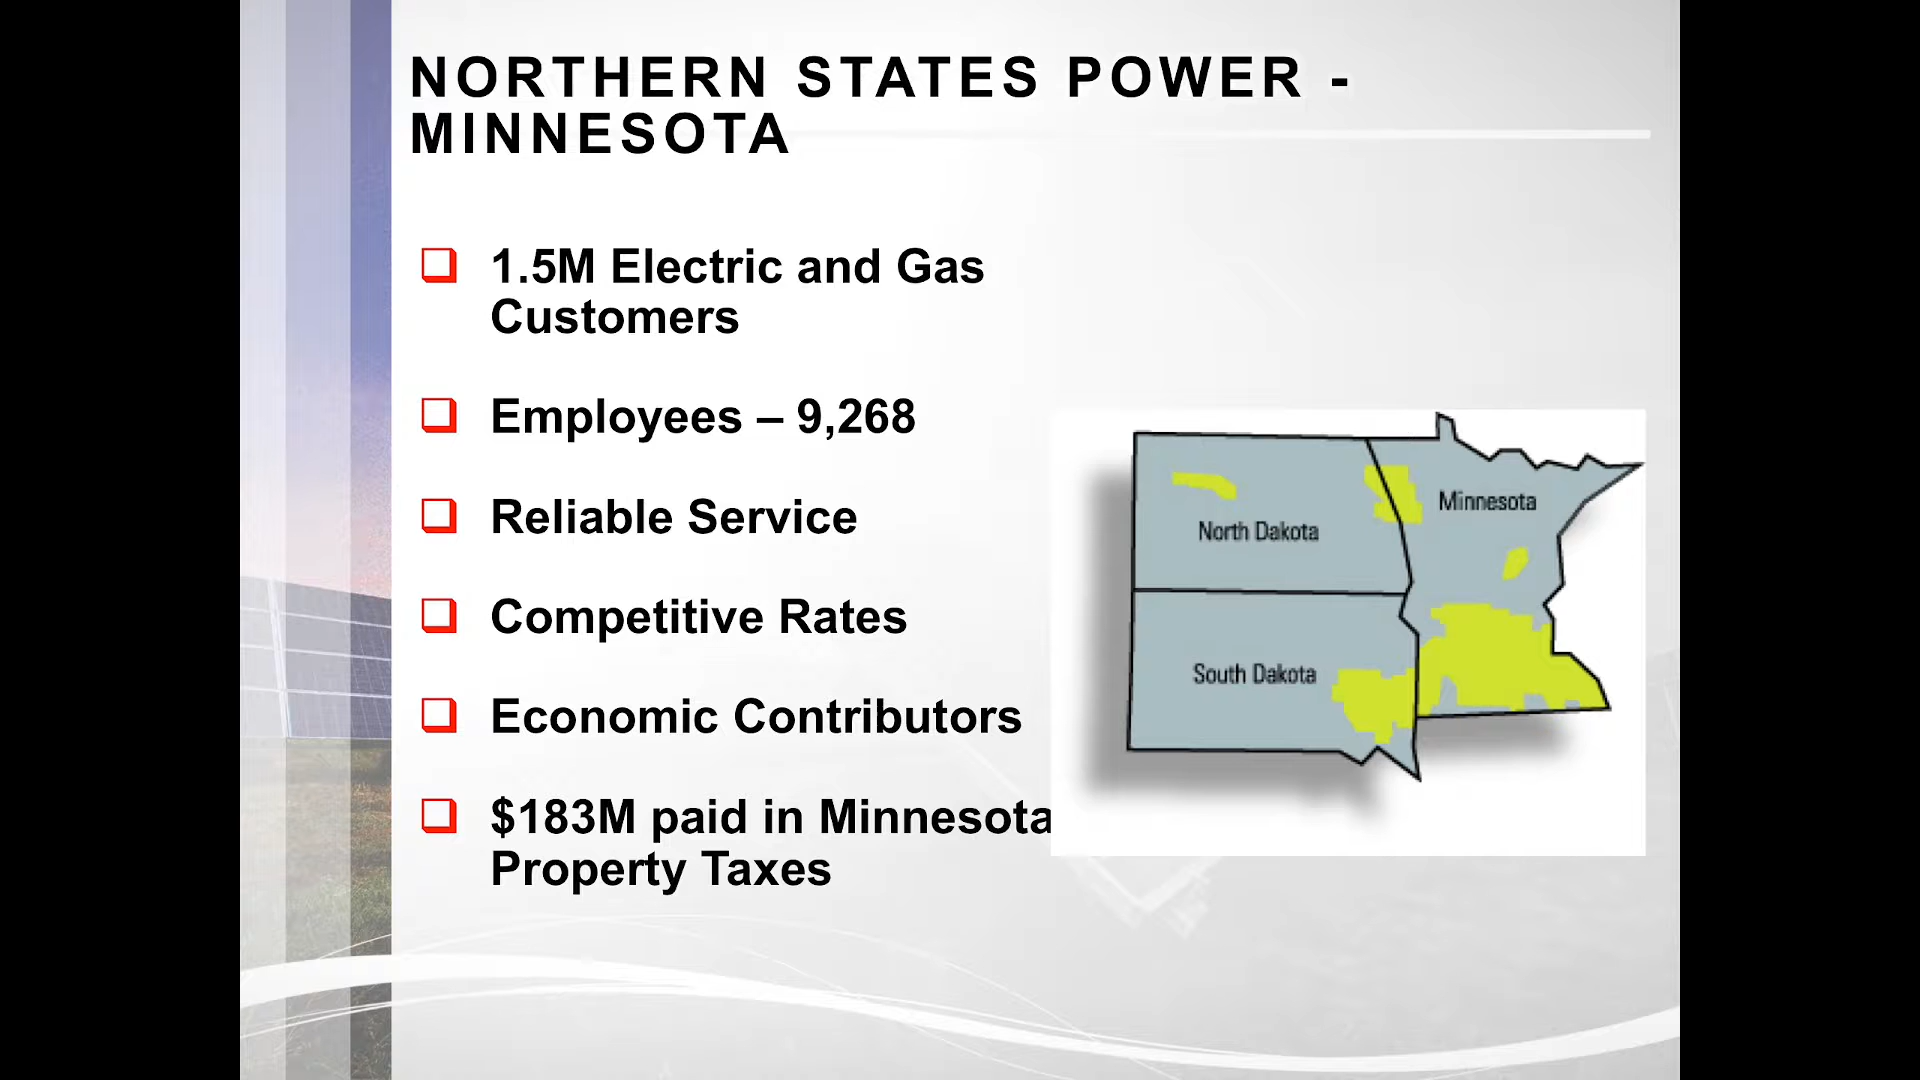 NORTHERN STATES POWER -
MINNESOTA
1.5M Electric and Gas
Customers
Employees – 9,268
Reliable Service
Competitive Rates
Economic Contributors
$183M paid in Minnesota
Property Taxes
North Dakota
Minnesota
South Dakota